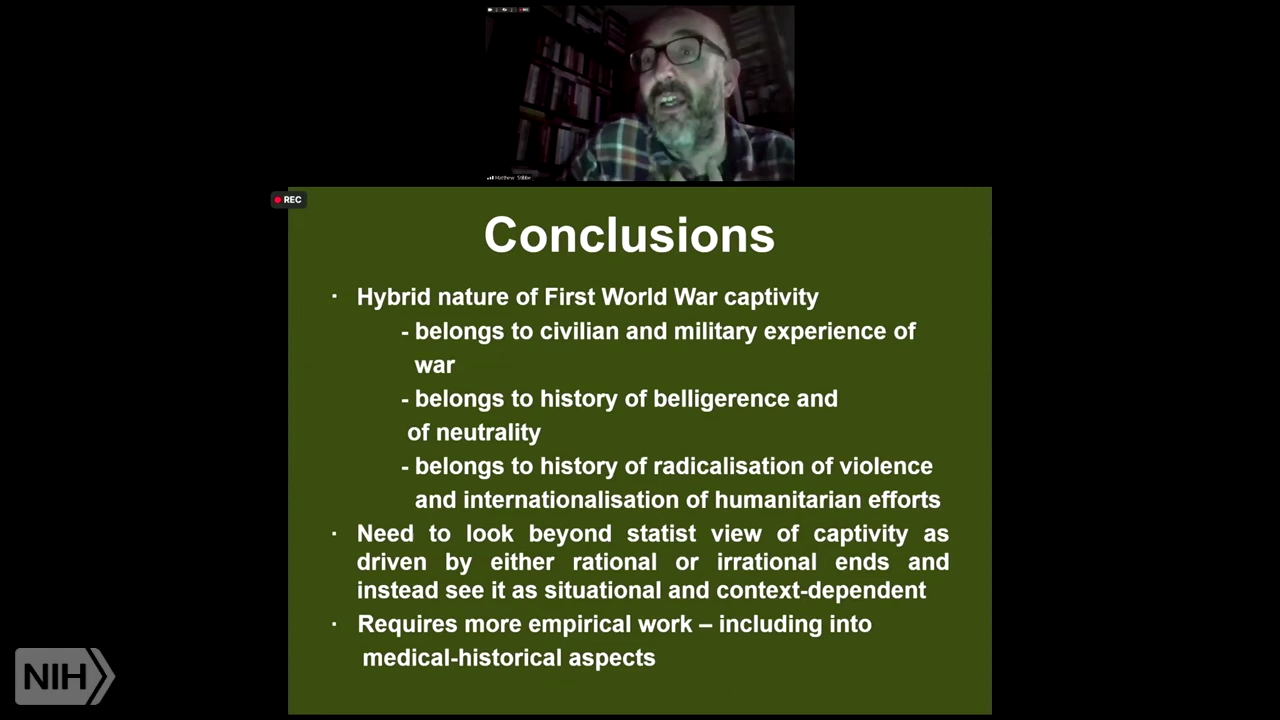 Matthew Stibbe
REC
Conclusions
· Hybrid nature of First World War captivity
- belongs to civilian and military experience of
war
- belongs to history of belligerence and
of neutrality
- belongs to history of radicalisation of violence
and internationalisation of humanitarian efforts
· Need to look beyond statist view of captivity as
driven by either rational or irrational ends and
instead see it as situational and context-dependent
· Requires more empirical work – including into
medical-historical aspects
NIH